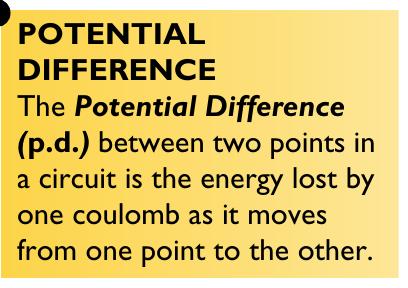 POTENTIAL
DIFFERENCE
The Potential Difference
(p.d.) between two points in
a circuit is the energy lost by
one coulomb as it moves
from one point to the other.